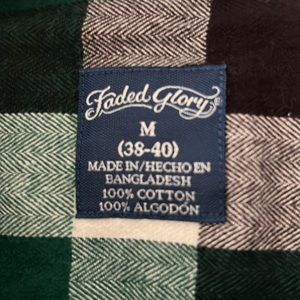 Faded Glory®
M
(38-40)
MADE IN/HECHO EN
BANGLADESH
100% COTTON
100% ALGODÓN